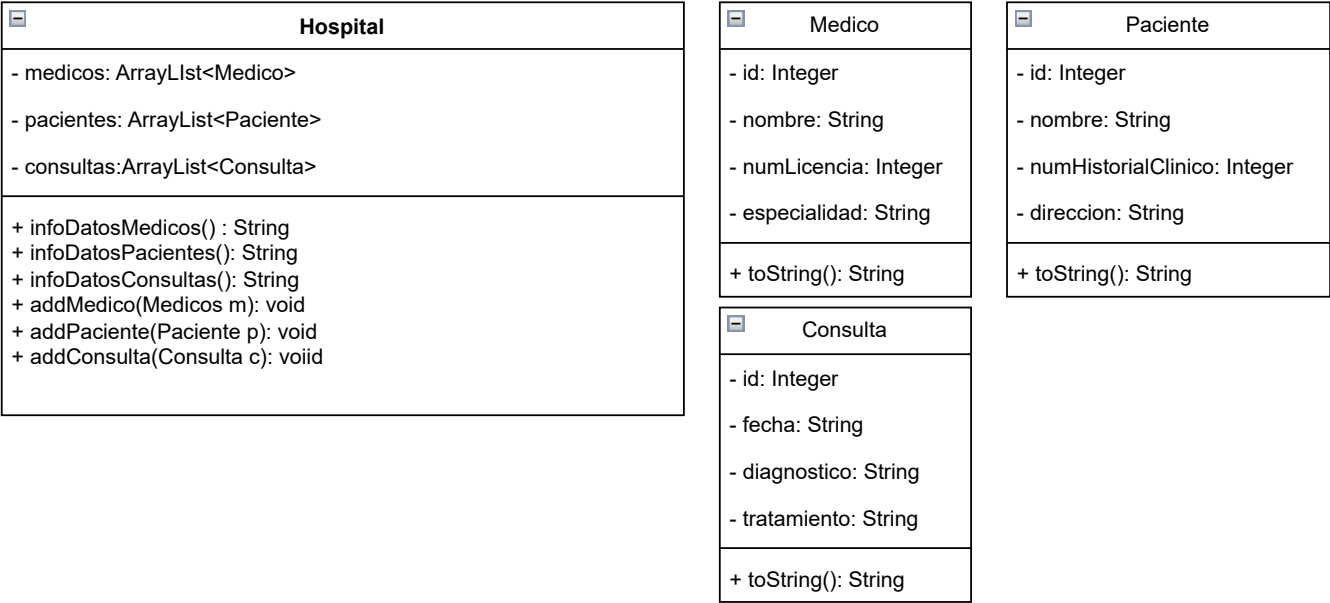 Hospital
- medicos: ArrayLIst<Medico>
- pacientes: ArrayList<Paciente>
- consultas:ArrayList<Consulta>
+ infoDatosMedicos() : String
+ infoDatosPacientes(): String
+ infoDatosConsultas(): String
+ addMedico(Medicos m): void
+ addPaciente(Paciente p): void
+ addConsulta(Consulta c): voiid
Medico
- id: Integer
- nombre: String
- numLicencia: Integer
- especialidad: String
+ toString(): String
Paciente
- id: Integer
- nombre: String
- numHistorialClinico: Integer
- direccion: String
+ toString(): String
Consulta
- id: Integer
- fecha: String
- diagnostico: String
- tratamiento: String
+ toString(): String